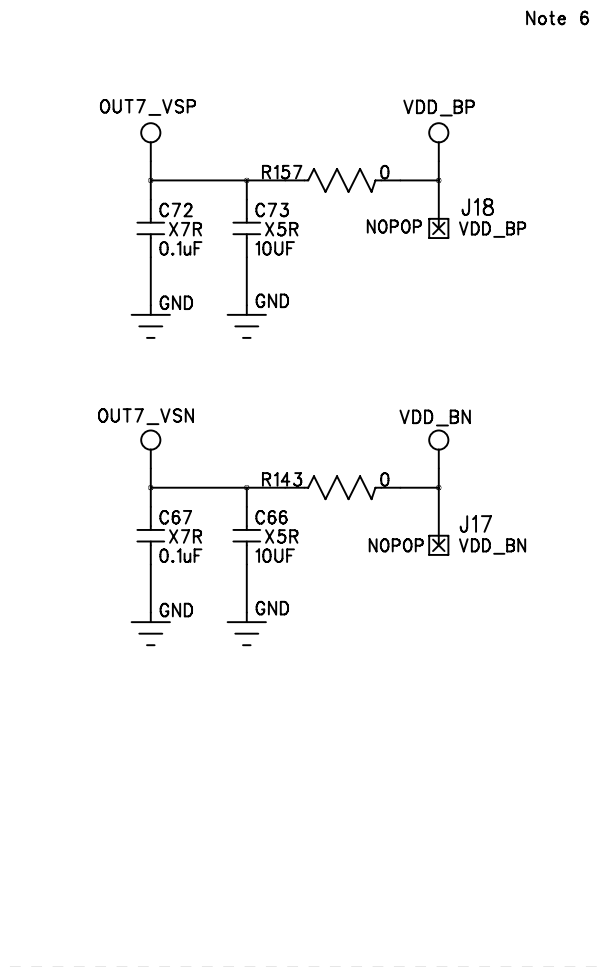 Note 6
OUT7_VSP
VDD_BP
R157
0
C72
X7R
0.1uF
C73
X5R
10UF
J18
NOPOP
VDD_BP
GND
GND
OUT7_VSN
VDD_BN
R143
0
C67
X7R
0.1uF
C66
X5R
10UF
J17
NOPOP
VDD_BN
GND
GND